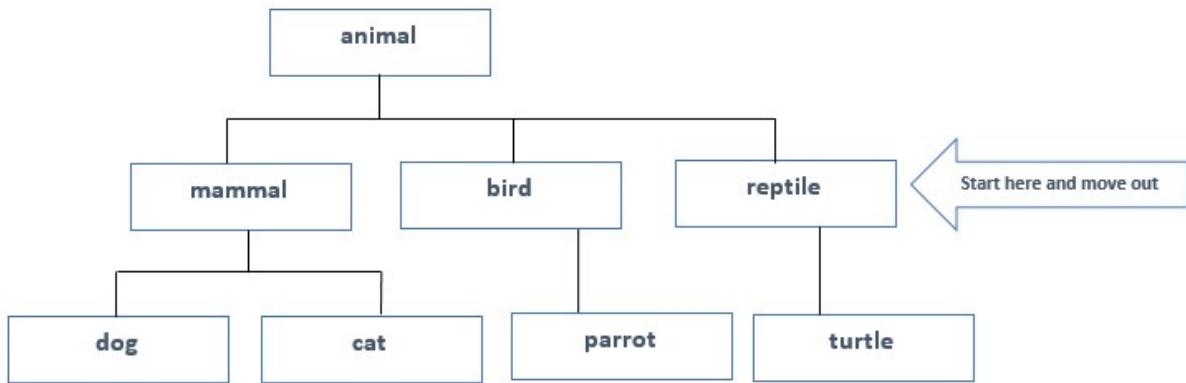 animal
mammal
bird
reptile
Start here and move out
dog
cat
parrot
turtle